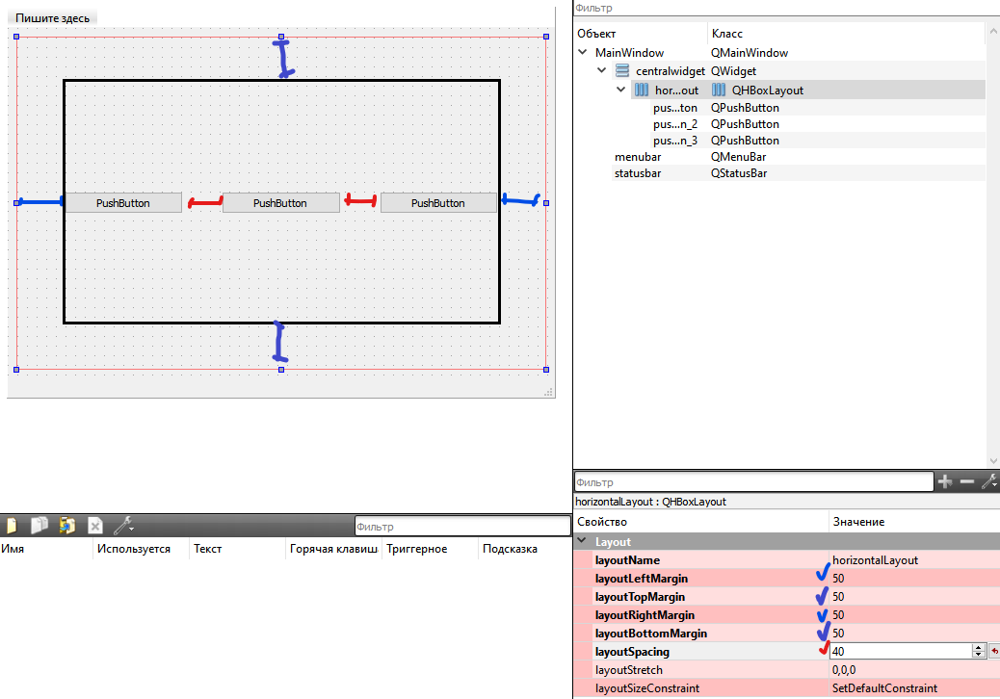 Пишите здесь
PushButton PushButton PushButton
Имя Используется Текст Горячая клавиш Триггерное Подсказка
Фильтр
Фильтр
Объект Класс
MainWindow QMainWindow
centralwidget QWidget
hor...out QHBoxLayout
pus...ton QPushButton
pus...n_2 QPushButton
pus...n_3 QPushButton
menubar QMenuBar
statusbar QStatusBar
Фильтр
horizontalLayout : QHBoxLayout
Свойство Значение
Layout
layoutName horizontalLayout
layoutLeftMargin 50
layoutTopMargin 50
layoutRightMargin 50
layoutBottomMargin 50
layoutSpacing 40
layoutStretch 0,0,0
layoutSizeConstraint SetDefaultConstraint